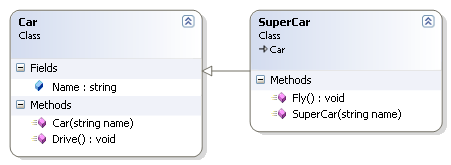 Car
Class
Fields
Name : string
Methods
Car(string name)
Drive() : void
SuperCar
Class
Car
Methods
Fly() : void
SuperCar(string name)